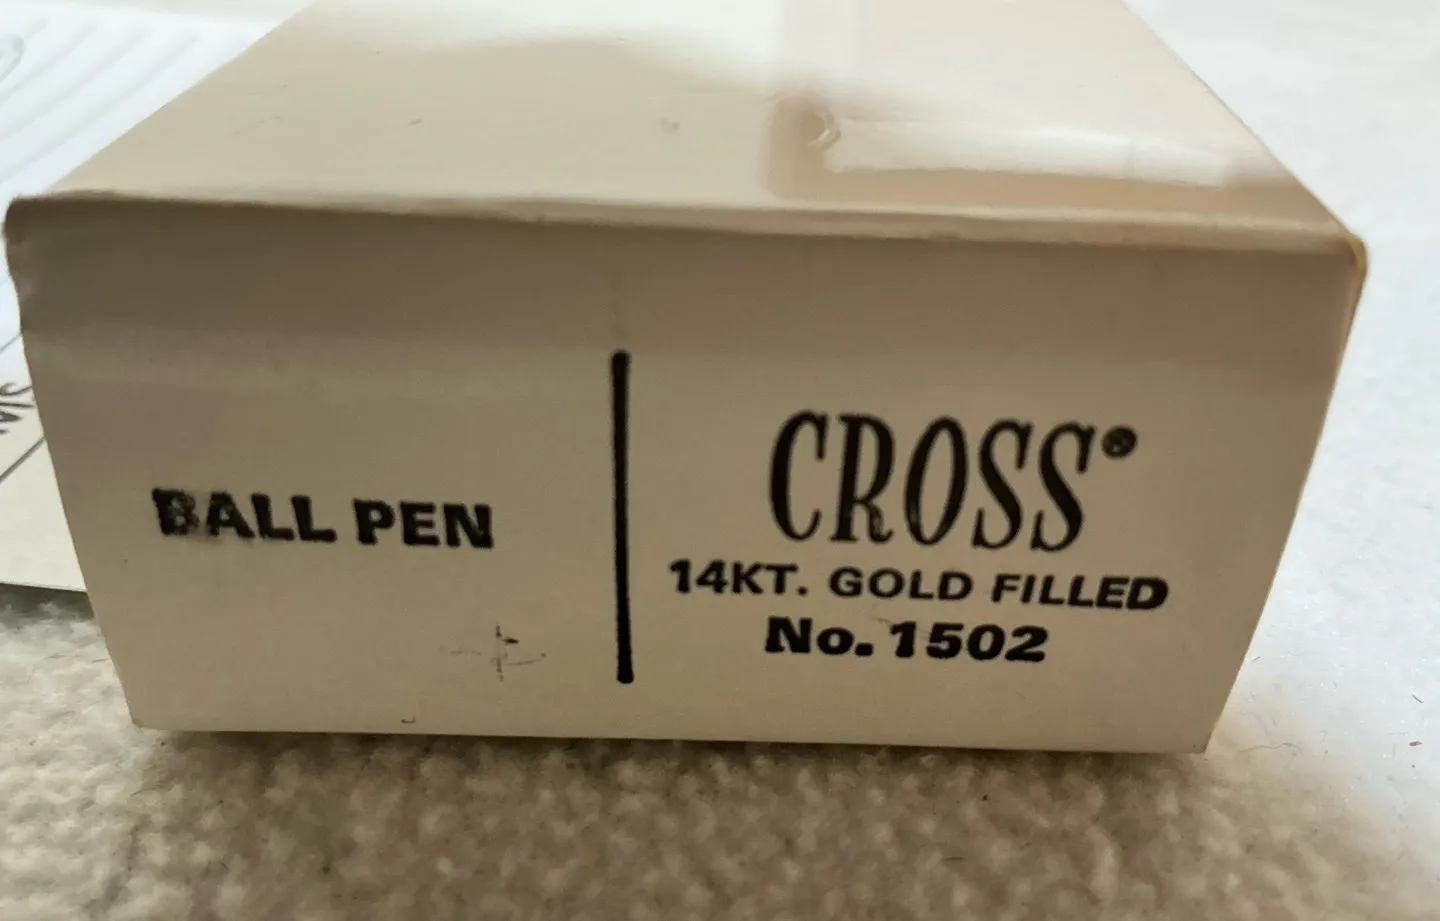 BALL PEN
CROSS®
14KT. GOLD FILLED
No. 1502